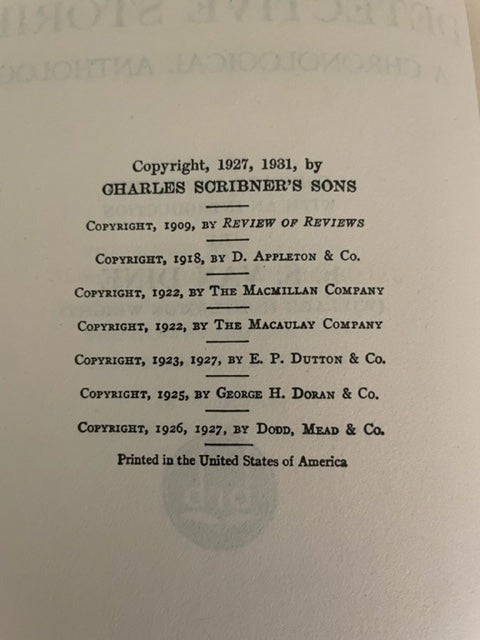 Copyright, 1927, 1931, by
CHARLES SCRIBNER'S SONS
COPYRIGHT, 1909, BY REVIEW OF REVIEWS
COPYRIGHT, 1918, BY D. APPLETON & CO.
COPYRIGHT, 1922, BY THE MACMILLAN COMPANY
COPYRIGHT, 1922, BY THE MACAULAY COMPANY
COPYRIGHT, 1923, 1927, BY E. P. DUTTON & CO.
COPYRIGHT, 1925, BY GEORGE H. DORAN & CO.
COPYRIGHT, 1926, 1927, BY DODD, MEAD & CO.
Printed in the United States of America